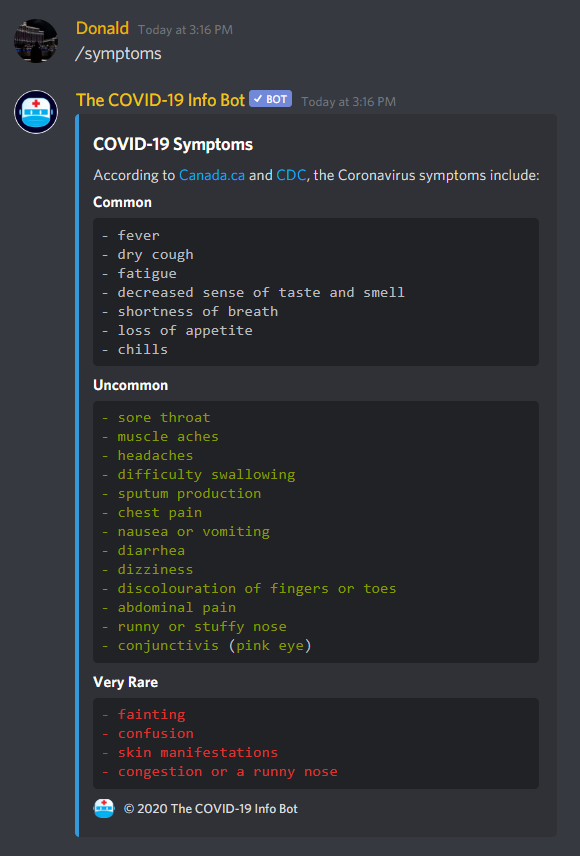 Donald Today at 3:16 PM
/symptoms
The COVID-19 Info Bot ✓ BOT Today at 3:16 PM
COVID-19 Symptoms
According to Canada.ca and CDC, the Coronavirus symptoms include:
Common
- fever
- dry cough
- fatigue
- decreased sense of taste and smell
- shortness of breath
- loss of appetite
- chills
Uncommon
- sore throat
- muscle aches
- headaches
- difficulty swallowing
- sputum production
- chest pain
- nausea or vomiting
- diarrhea
- dizziness
- discolouration of fingers or toes
- abdominal pain
- runny or stuffy nose
- conjunctivis (pink eye)
Very Rare
- fainting
- confusion
- skin manifestations
- congestion or a runny nose
© 2020 The COVID-19 Info Bot